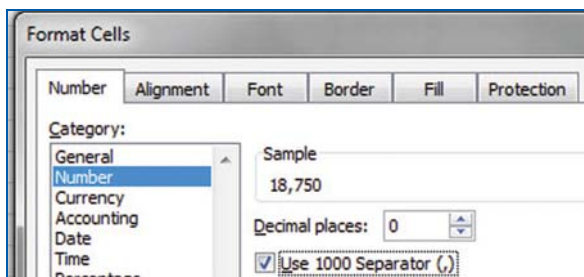 Format Cells
Number Alignment Font Border Fill Protection
Category:
General
Number
Currency
Accounting
Date
Time
Percentage
Sample
18,750
Decimal places: 0
Use 1000 Separator (,)